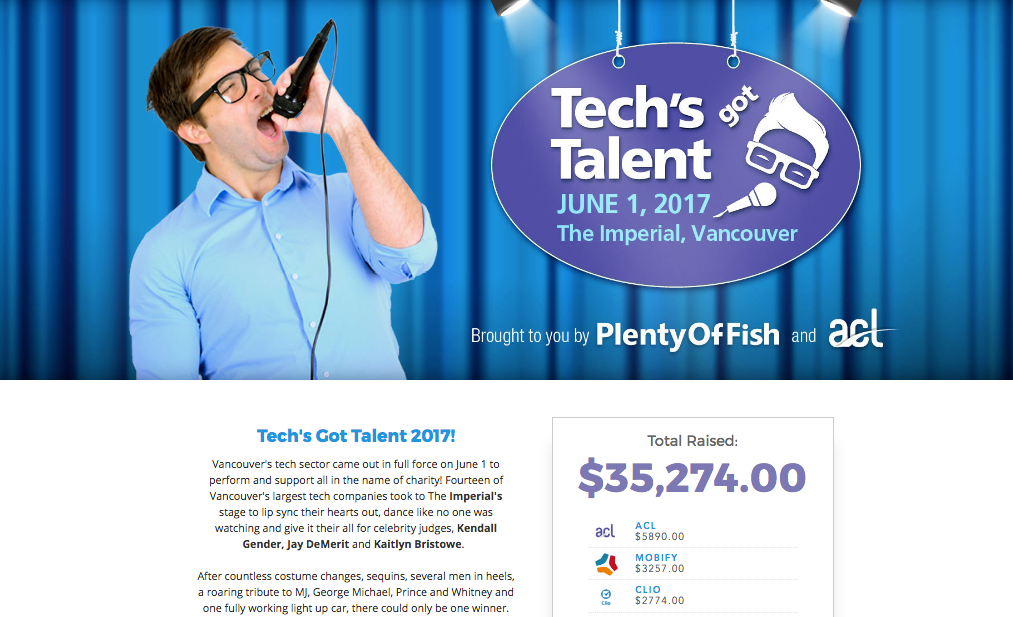 Tech's got
Talent
JUNE 1, 2017
The Imperial, Vancouver
Brought to you by PlentyOfFish and acl
Tech's Got Talent 2017!
Vancouver's tech sector came out in full force on June 1 to
perform and support all in the name of charity! Fourteen of
Vancouver's largest tech companies took to The Imperial's
stage to lip sync their hearts out, dance like no one was
watching and give it their all for celebrity judges, Kendall
Gender, Jay DeMerit and Kaitlyn Bristowe.
After countless costume changes, sequins, several men in heels,
a roaring tribute to MJ, George Michael, Prince and Whitney and
one fully working light up car, there could only be one winner.
Total Raised:
$35,274.00
acl
ACL
$5890.00
MOBIFY
$3257.00
Clio
CLIO
$2774.00